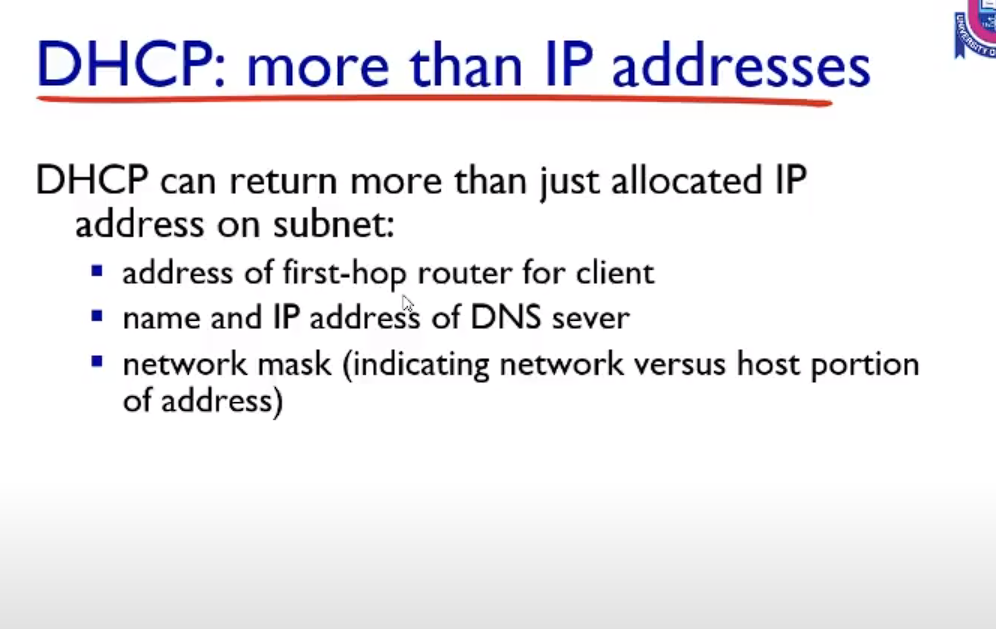 DHCP: more than IP addresses
DHCP can return more than just allocated IP
address on subnet:
▪ address of first-hop router for client
▪ name and IP address of DNS sever
▪ network mask (indicating network versus host portion
of address)
UNIVERSITY O